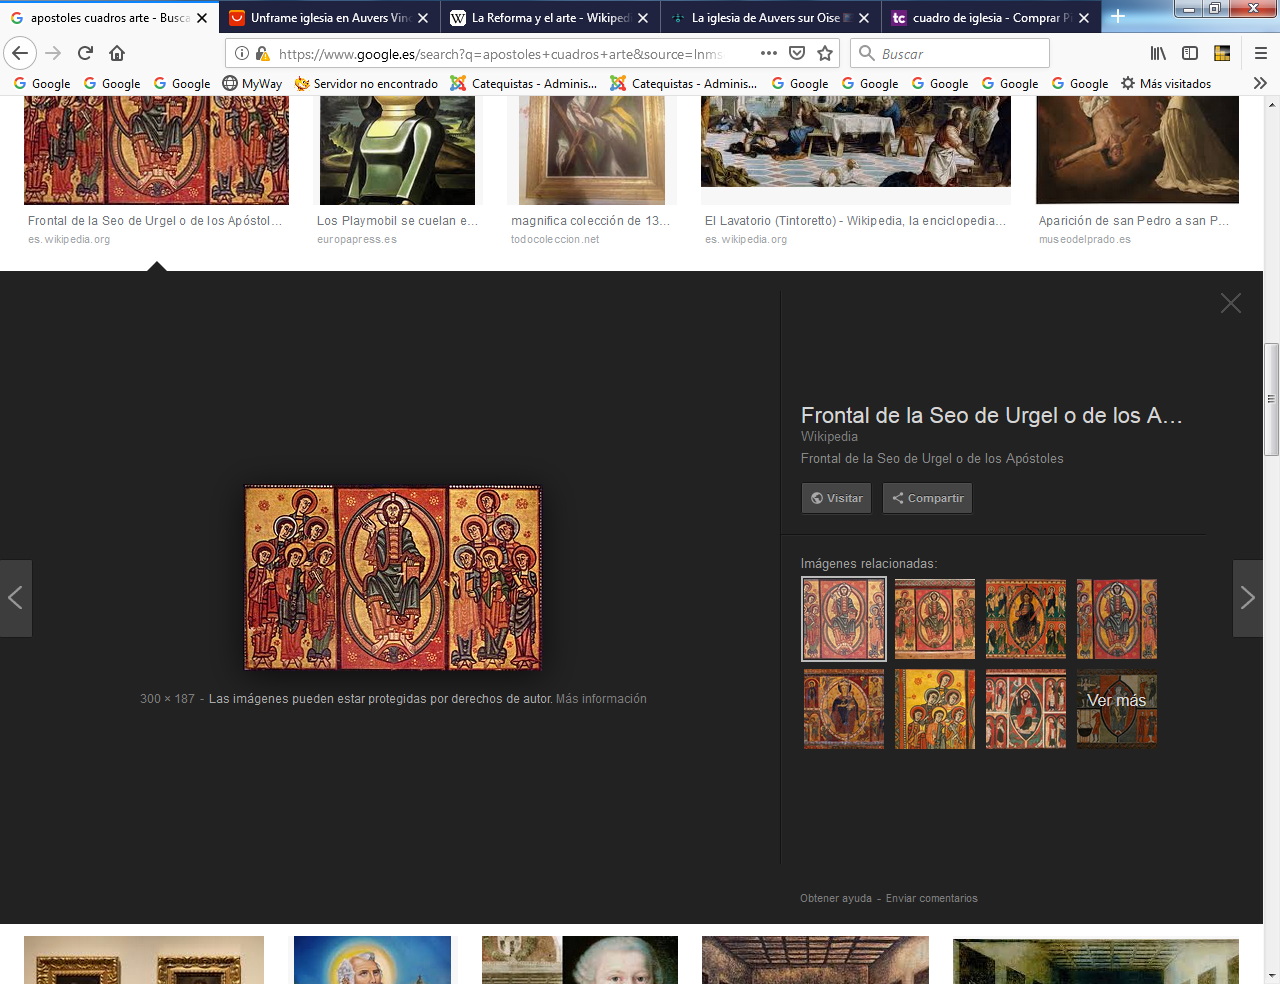 apostoles cuadros arte - Busca
Unframe iglesia en Auvers Vinc
La Reforma y el arte - Wikiped
La iglesia de Auvers sur Oise
tc cuadro de iglesia - Comprar Pi
https://www.google.es/search?q=apostoles+cuadros+arte&source=lnms
Buscar
Google Google Google MyWay Servidor no encontrado Catequistas - Adminis... Catequistas - Adminis... Google Google Google Google Google Más visitados
Frontal de la Seo de Urgel o de los Apóstol...
es.wikipedia.org
Los Playmobil se cuelan e...
europapress.es
magnifica colección de 13...
todocoleccion.net
El Lavatorio (Tintoretto) - Wikipedia, la enciclopedia...
es.wikipedia.org
Aparición de san Pedro a san P...
museodelprado.es
Frontal de la Seo de Urgel o de los A...
Wikipedia
Frontal de la Seo de Urgel o de los Apóstoles
Visitar Compartir
Imágenes relacionadas:
Ver más
300 × 187 - Las imágenes pueden estar protegidas por derechos de autor. Más información
Obtener ayuda - Enviar comentarios